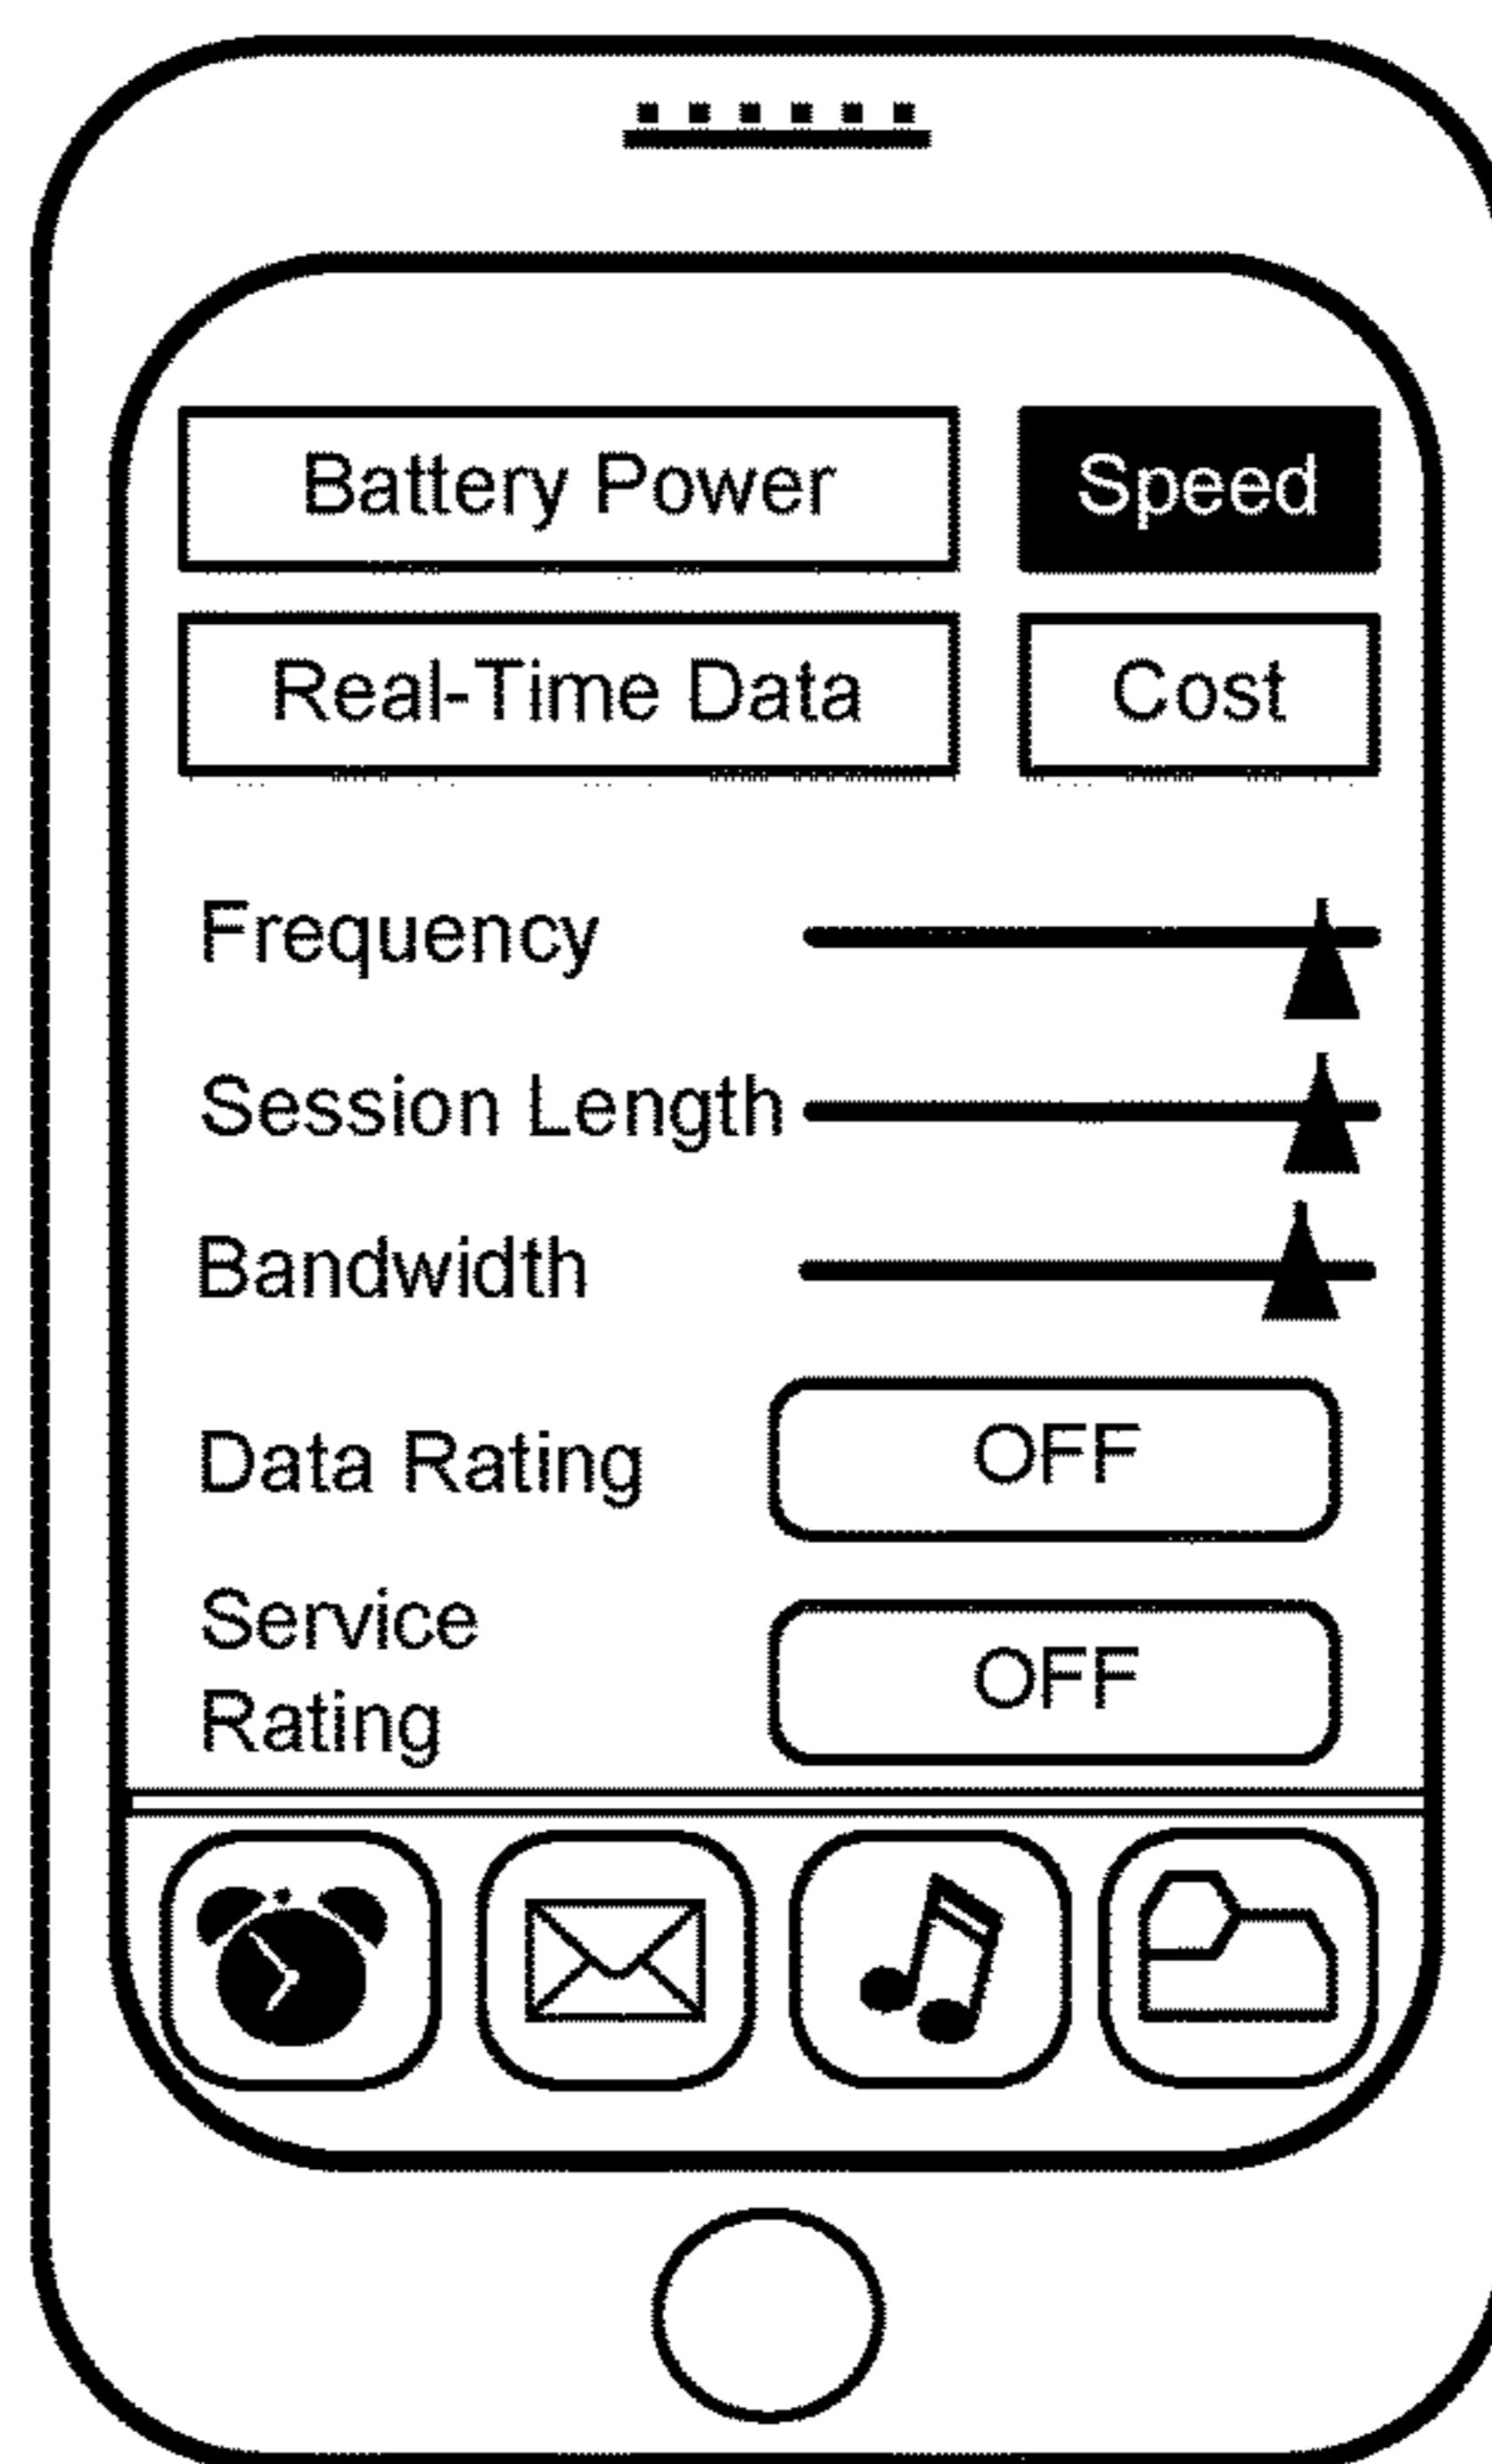 Battery Power
Speed
Real-Time Data
Cost
Frequency
Session Length
Bandwidth
Data Rating
OFF
Service
Rating
OFF